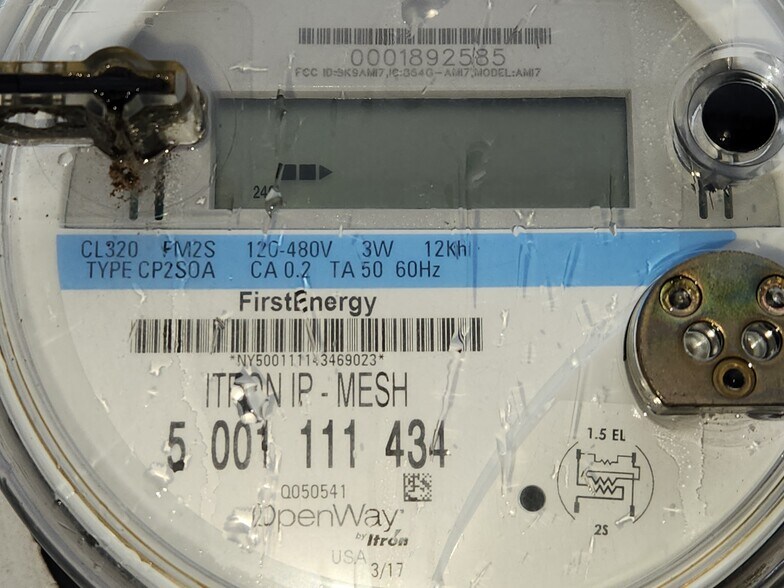 0001892585
FCC ID:SK9AMI7,IC:864G-AMI7,MODEL:AMI7
240
CL320 FM2S 120-480V 3W 12Kh
TYPE CP2SOA CA 0.2 TA 50 60Hz
FirstEnergy
ITRON IP - MESH
5 001 111 434
Q050541
OpenWay
by Itron
USA 3/17
1.5 EL
2S